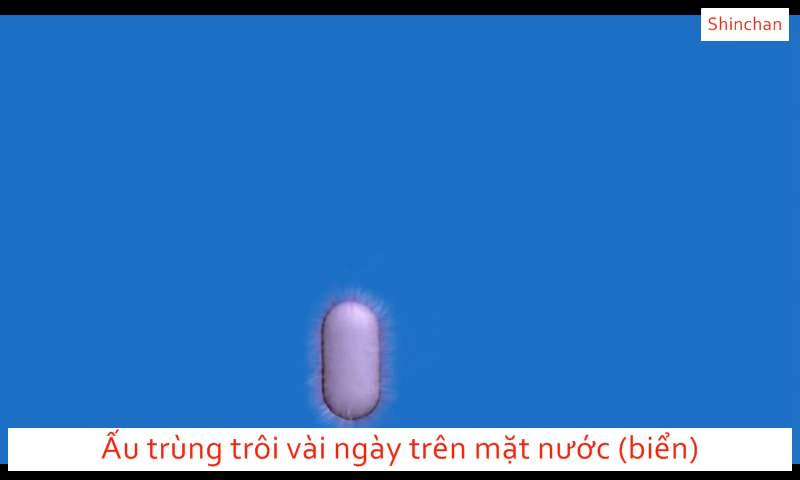 Shinchan
Ấu trùng trôi vài ngày trên mặt nước (biển)